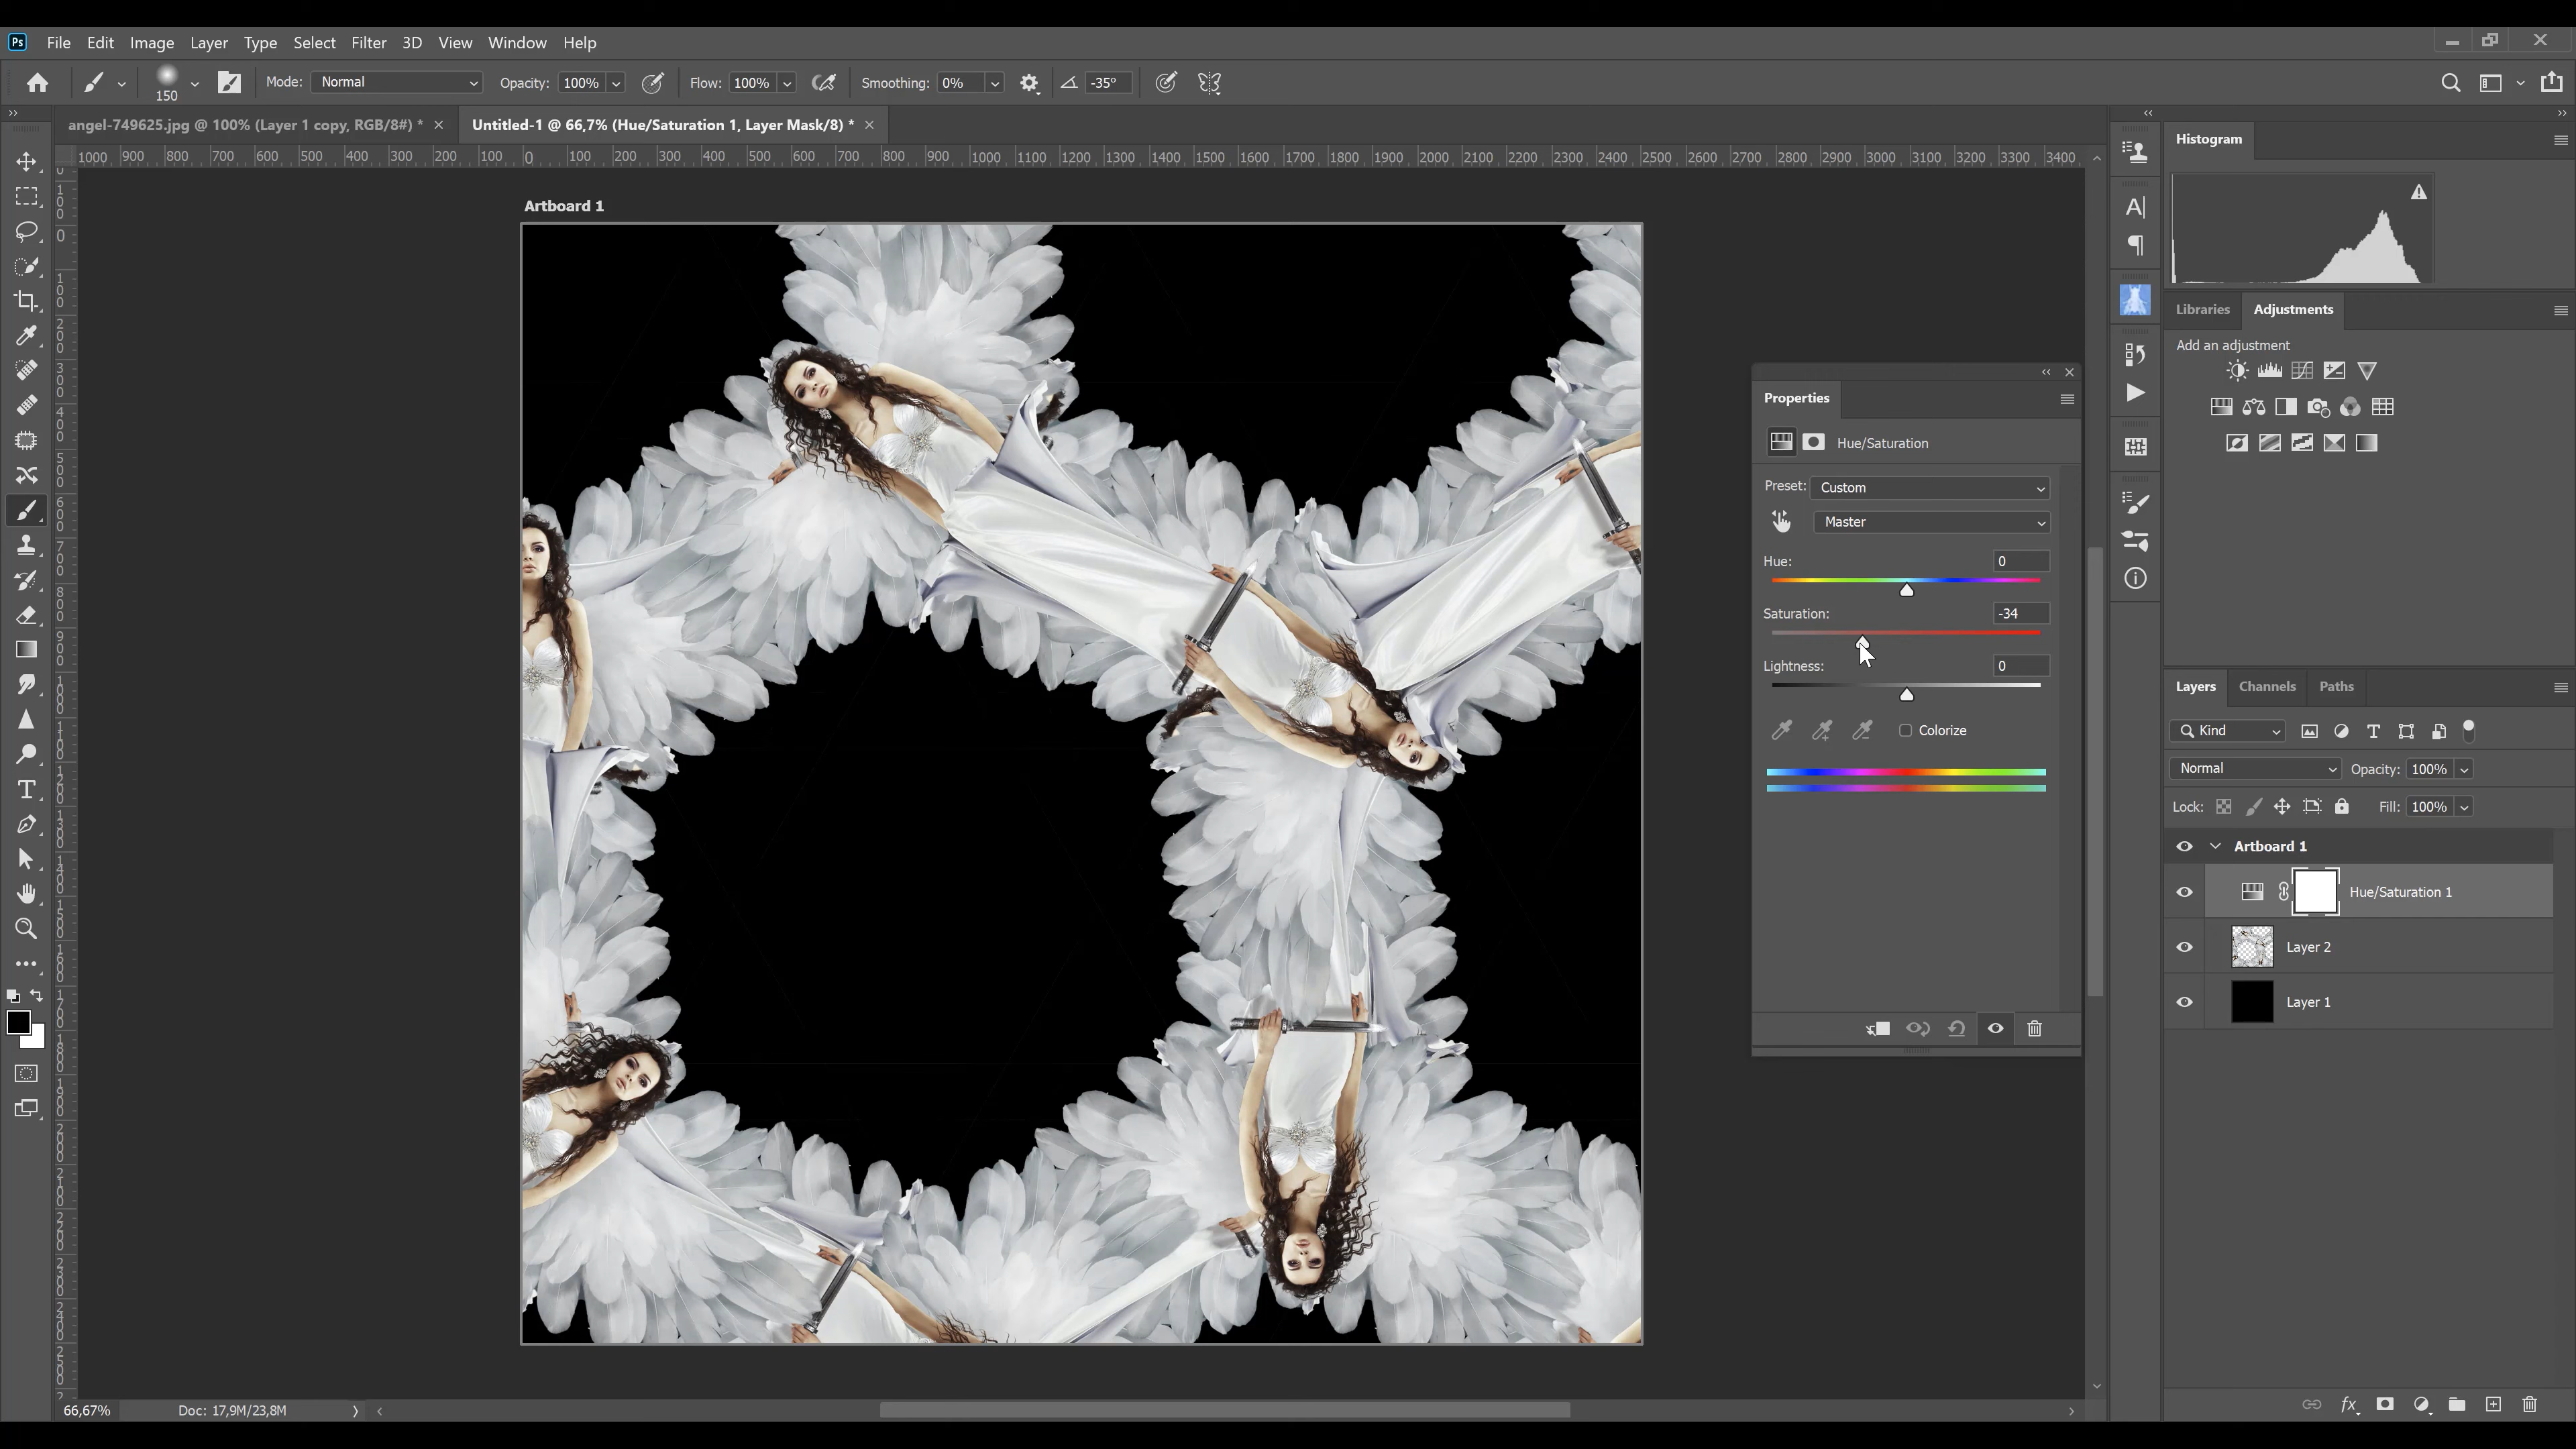 Ps File Edit Image Layer Type Select Filter 3D View Window Help
150 Mode: Normal Opacity: 100% Flow: 100% Smoothing: 0% -35°
angel-749625.jpg @ 100% (Layer 1 copy, RGB/8#) * Untitled-1 @ 66,7% (Hue/Saturation 1, Layer Mask/8) *
1000 900 800 700 600 500 400 300 200 100 0 100 200 300 400 500 600 700 800 900 1000 1100 1200 1300 1400 1500 1600 1700 1800 1900 2000 2100 2200 2300 2400 2500 2600 2700 2800 2900 3000 3100 3200 3300 3400
Artboard 1
Properties
Hue/Saturation
Preset: Custom
Master
Hue: 0
Saturation: -34
Lightness: 0
Colorize
Histogram
Libraries Adjustments
Add an adjustment
Layers Channels Paths
Kind
Normal Opacity: 100%
Lock: Fill: 100%
Artboard 1
Hue/Saturation 1
Layer 2
Layer 1
66,67% Doc: 17,9M/23,8M